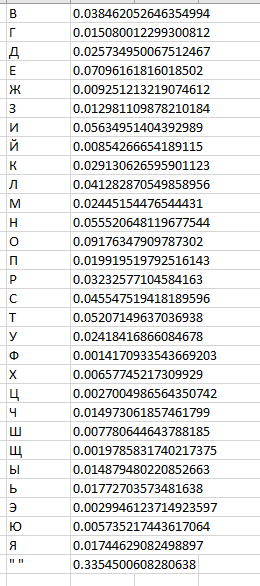 В 0.038462052646354994
Г 0.015080012299300812
Д 0.025734950067512467
Е 0.07096161816018502
Ж 0.009251213219074612
З 0.012981109878210184
И 0.05634951404392989
Й 0.00854266654189115
К 0.029130626595901123
Л 0.041282870549858956
М 0.02445154476544431
Н 0.055520648119677544
О 0.09176347909787302
П 0.019919519792516143
Р 0.03232577104584163
С 0.045547519418189596
Т 0.05207149637036938
У 0.02418416866084678
Ф 0.0014170933543669203
Х 0.00657745217309929
Ц 0.0027004986564350742
Ч 0.014973061857461799
Ш 0.007780644643788185
Щ 0.0019785831740217375
Ы 0.014879480220852663
Ь 0.01772703573481638
Э 0.0029946123714923597
Ю 0.005735217443617064
Я 0.01744629082498897
" " 0.3354500608280638